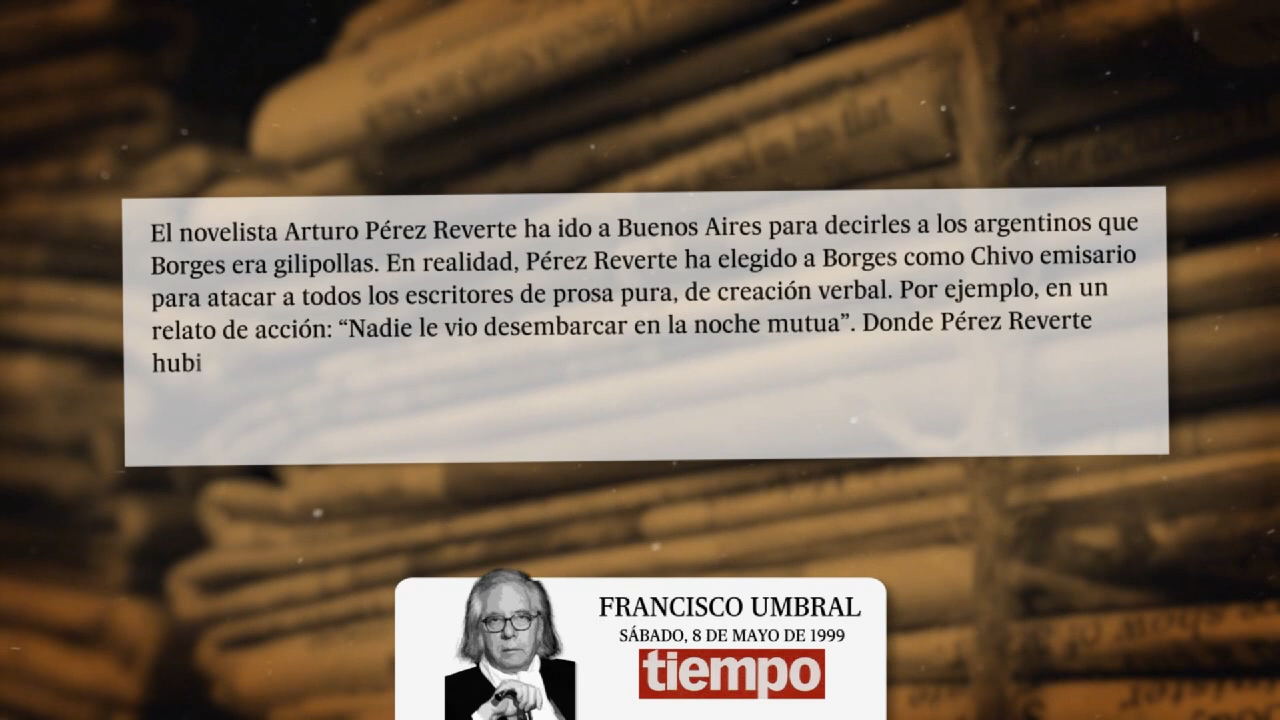 El novelista Arturo Pérez Reverte ha ido a Buenos Aires para decirles a los argentinos que
Borges era gilipollas. En realidad, Pérez Reverte ha elegido a Borges como Chivo emisario
para atacar a todos los escritores de prosa pura, de creación verbal. Por ejemplo, en un
relato de acción: “Nadie le vio desembarcar en la noche mutua”. Donde Pérez Reverte
hubi
FRANCISCO UMBRAL
SÁBADO, 8 DE MAYO DE 1999
tiempo